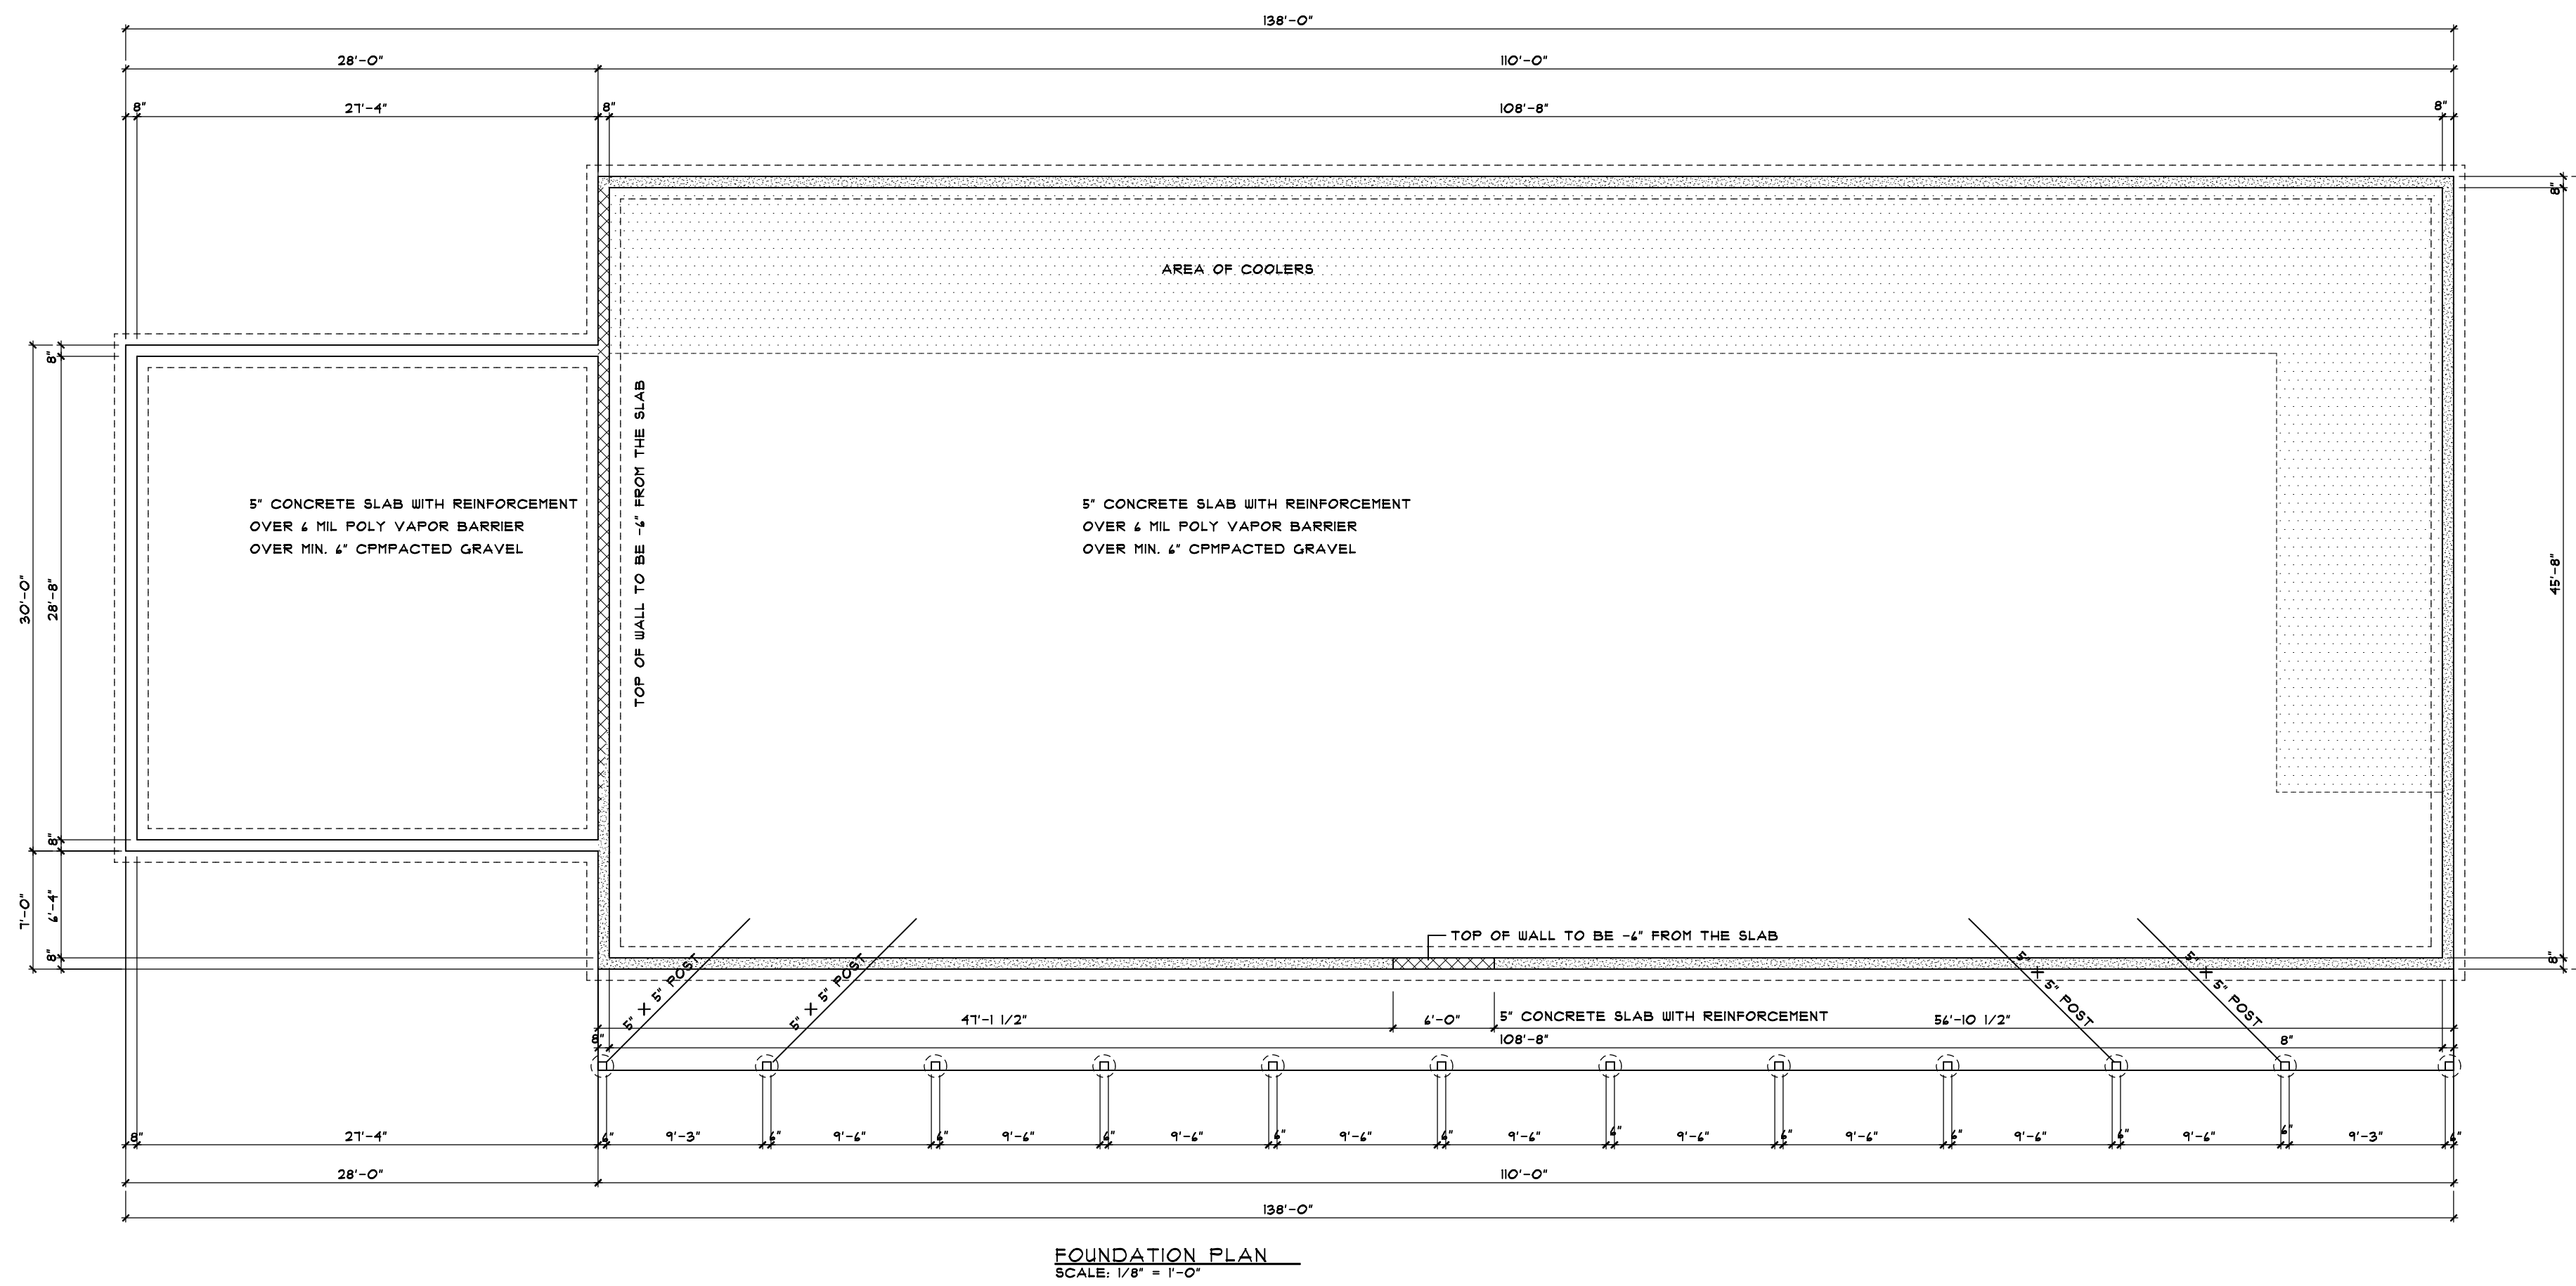 138'-0"
28'-0" 110'-0"
8" 27'-4" 8" 108'-8" 8"
8"
AREA OF COOLERS
8"
TOP OF WALL TO BE -6" FROM THE SLAB
5" CONCRETE SLAB WITH REINFORCEMENT
OVER 6 MIL POLY VAPOR BARRIER
OVER MIN. 6" CPMPACTED GRAVEL
5" CONCRETE SLAB WITH REINFORCEMENT
OVER 6 MIL POLY VAPOR BARRIER
OVER MIN. 6" CPMPACTED GRAVEL
30'-0"
28'-8"
45'-8"
8"
7'-0"
6'-4"
8"
TOP OF WALL TO BE -6" FROM THE SLAB
8"
5" X 5" POST
5" X 5" POST
5" X 5" POST
5" X 5" POST
47'-1 1/2" 6'-0" 5" CONCRETE SLAB WITH REINFORCEMENT 56'-10 1/2"
8" 108'-8" 8"
8" 27'-4" 6" 9'-3" 6" 9'-6" 6" 9'-6" 6" 9'-6" 6" 9'-6" 6" 9'-6" 6" 9'-6" 6" 9'-6" 6" 9'-6" 6" 9'-6" 6" 9'-3" 6"
28'-0" 110'-0"
138'-0"
FOUNDATION PLAN
SCALE: 1/8" = 1'-0"